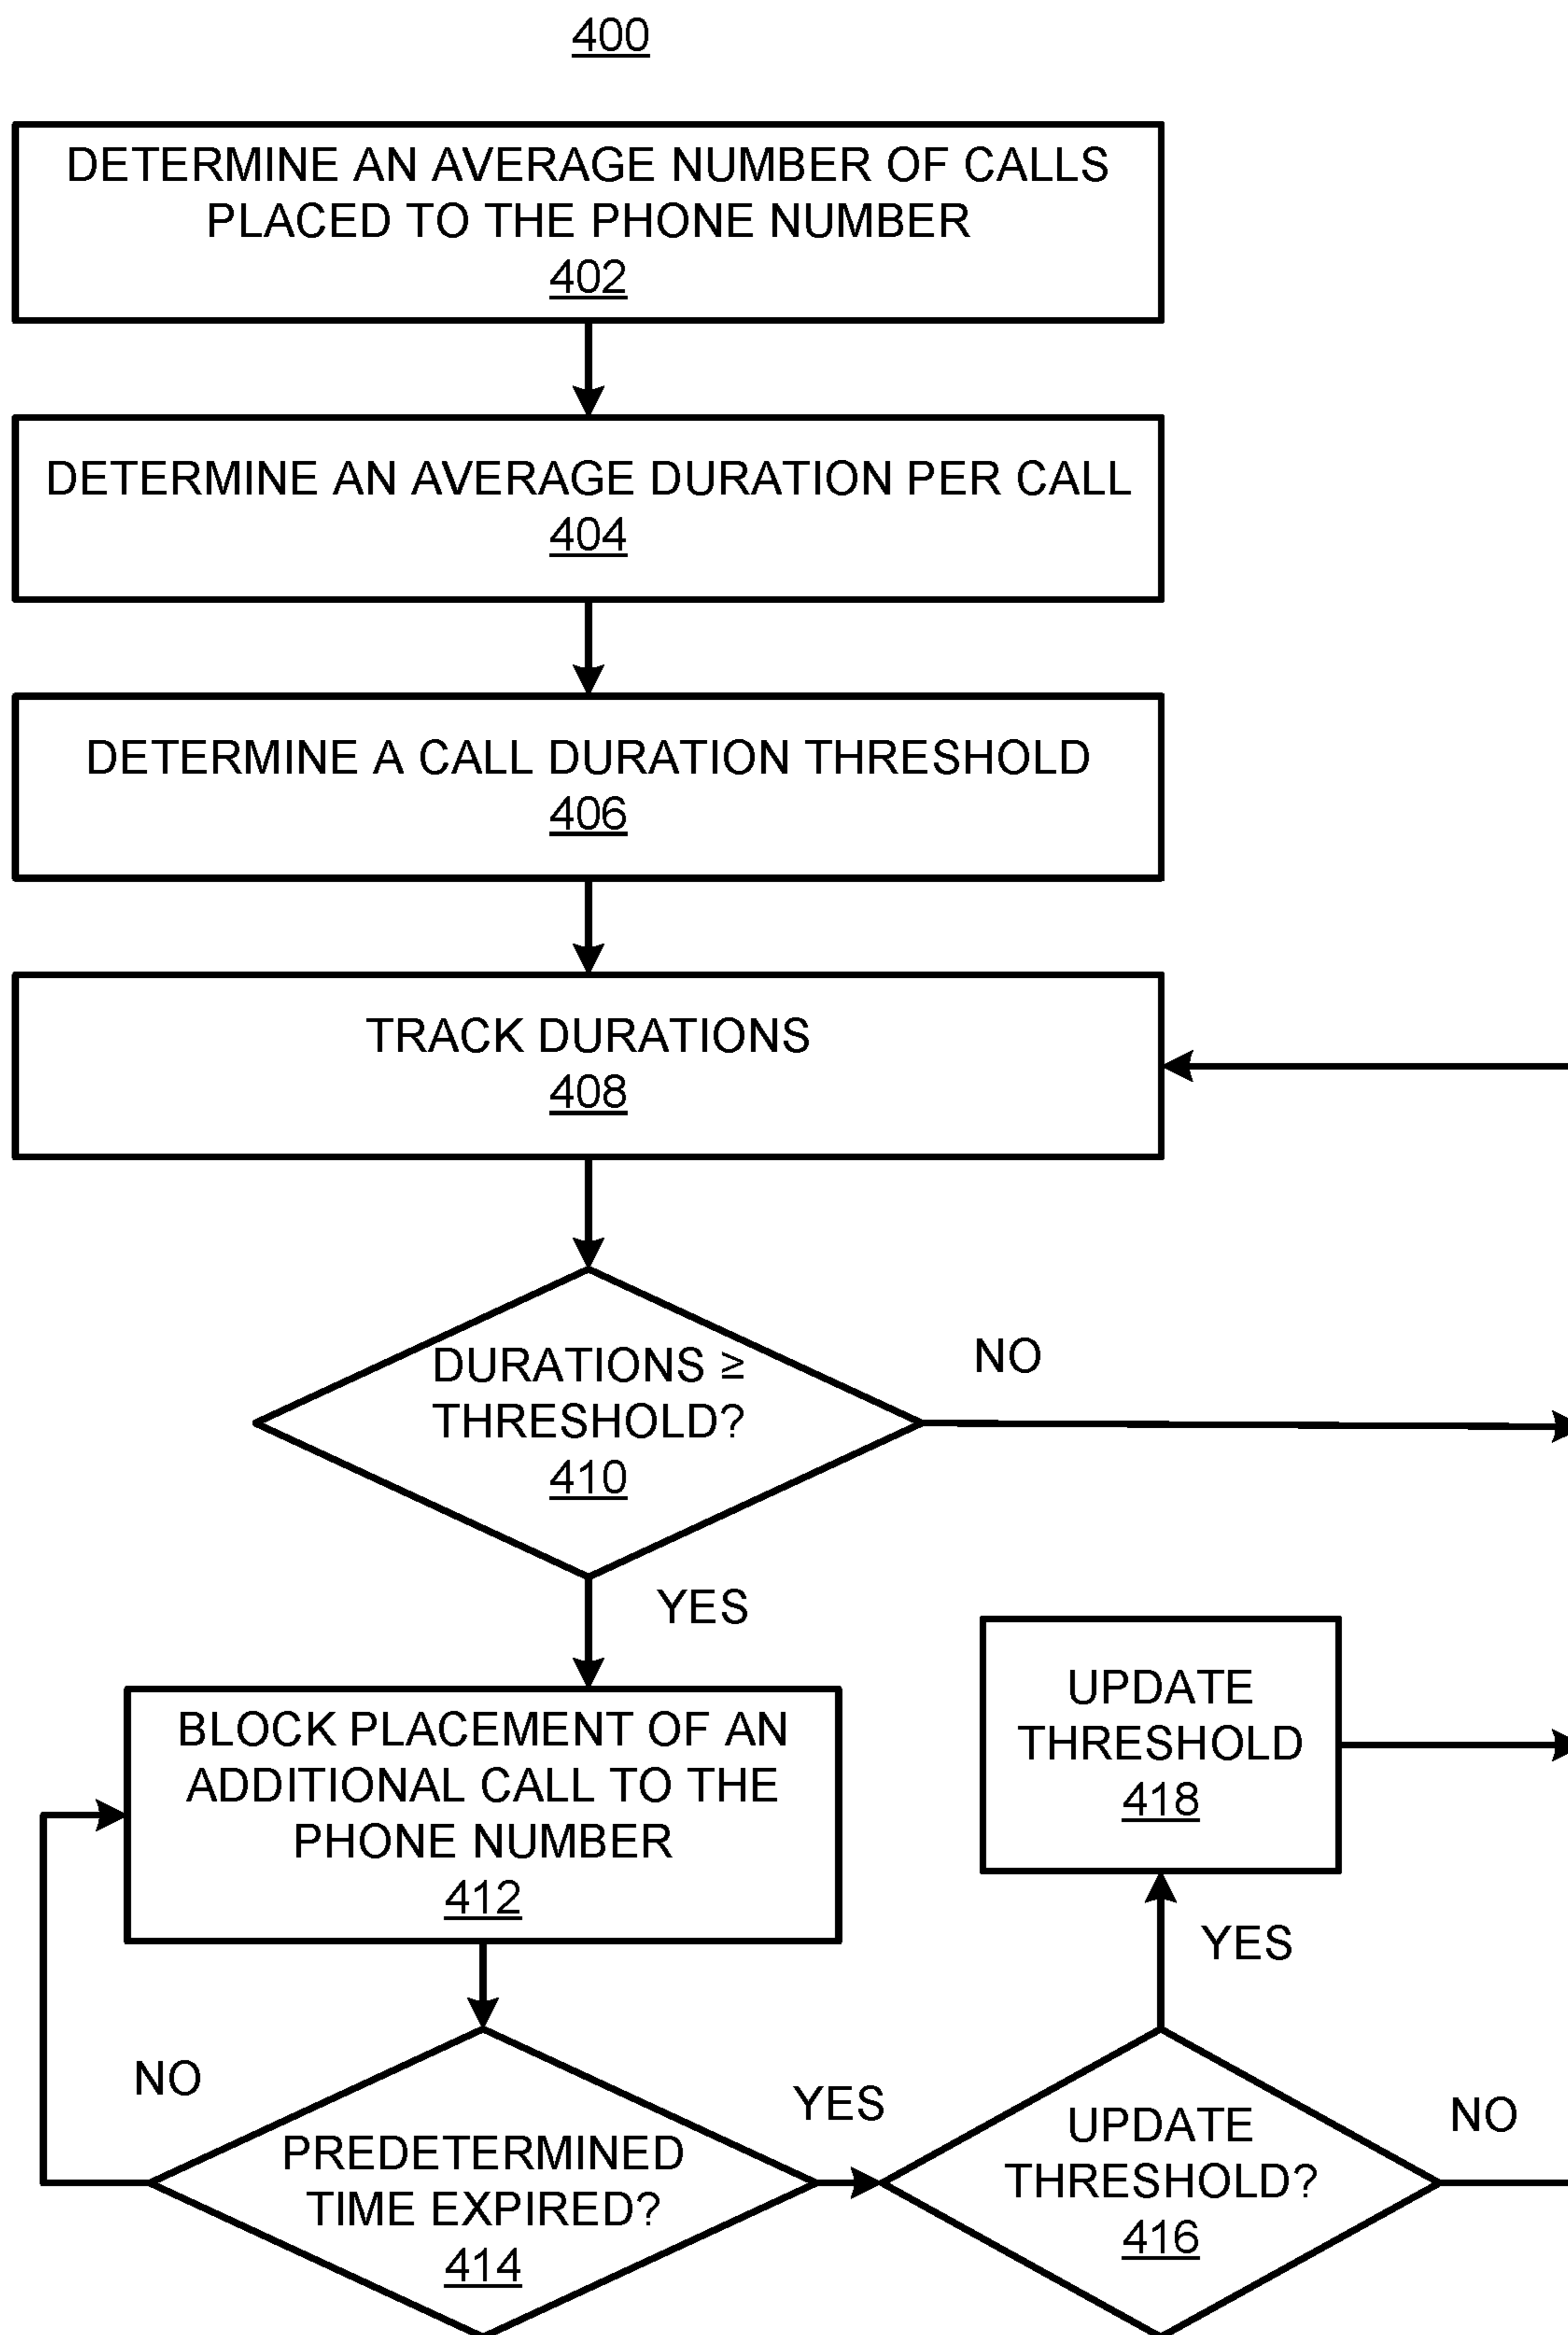 400
DETERMINE AN AVERAGE NUMBER OF CALLS
PLACED TO THE PHONE NUMBER
402
DETERMINE AN AVERAGE DURATION PER CALL
404
DETERMINE A CALL DURATION THRESHOLD
406
TRACK DURATIONS
408
DURATIONS ≥
THRESHOLD?
410
NO
YES
BLOCK PLACEMENT OF AN
ADDITIONAL CALL TO THE
PHONE NUMBER
412
UPDATE
THRESHOLD
418
YES
NO
PREDETERMINED
TIME EXPIRED?
414
YES
UPDATE
THRESHOLD?
416
NO